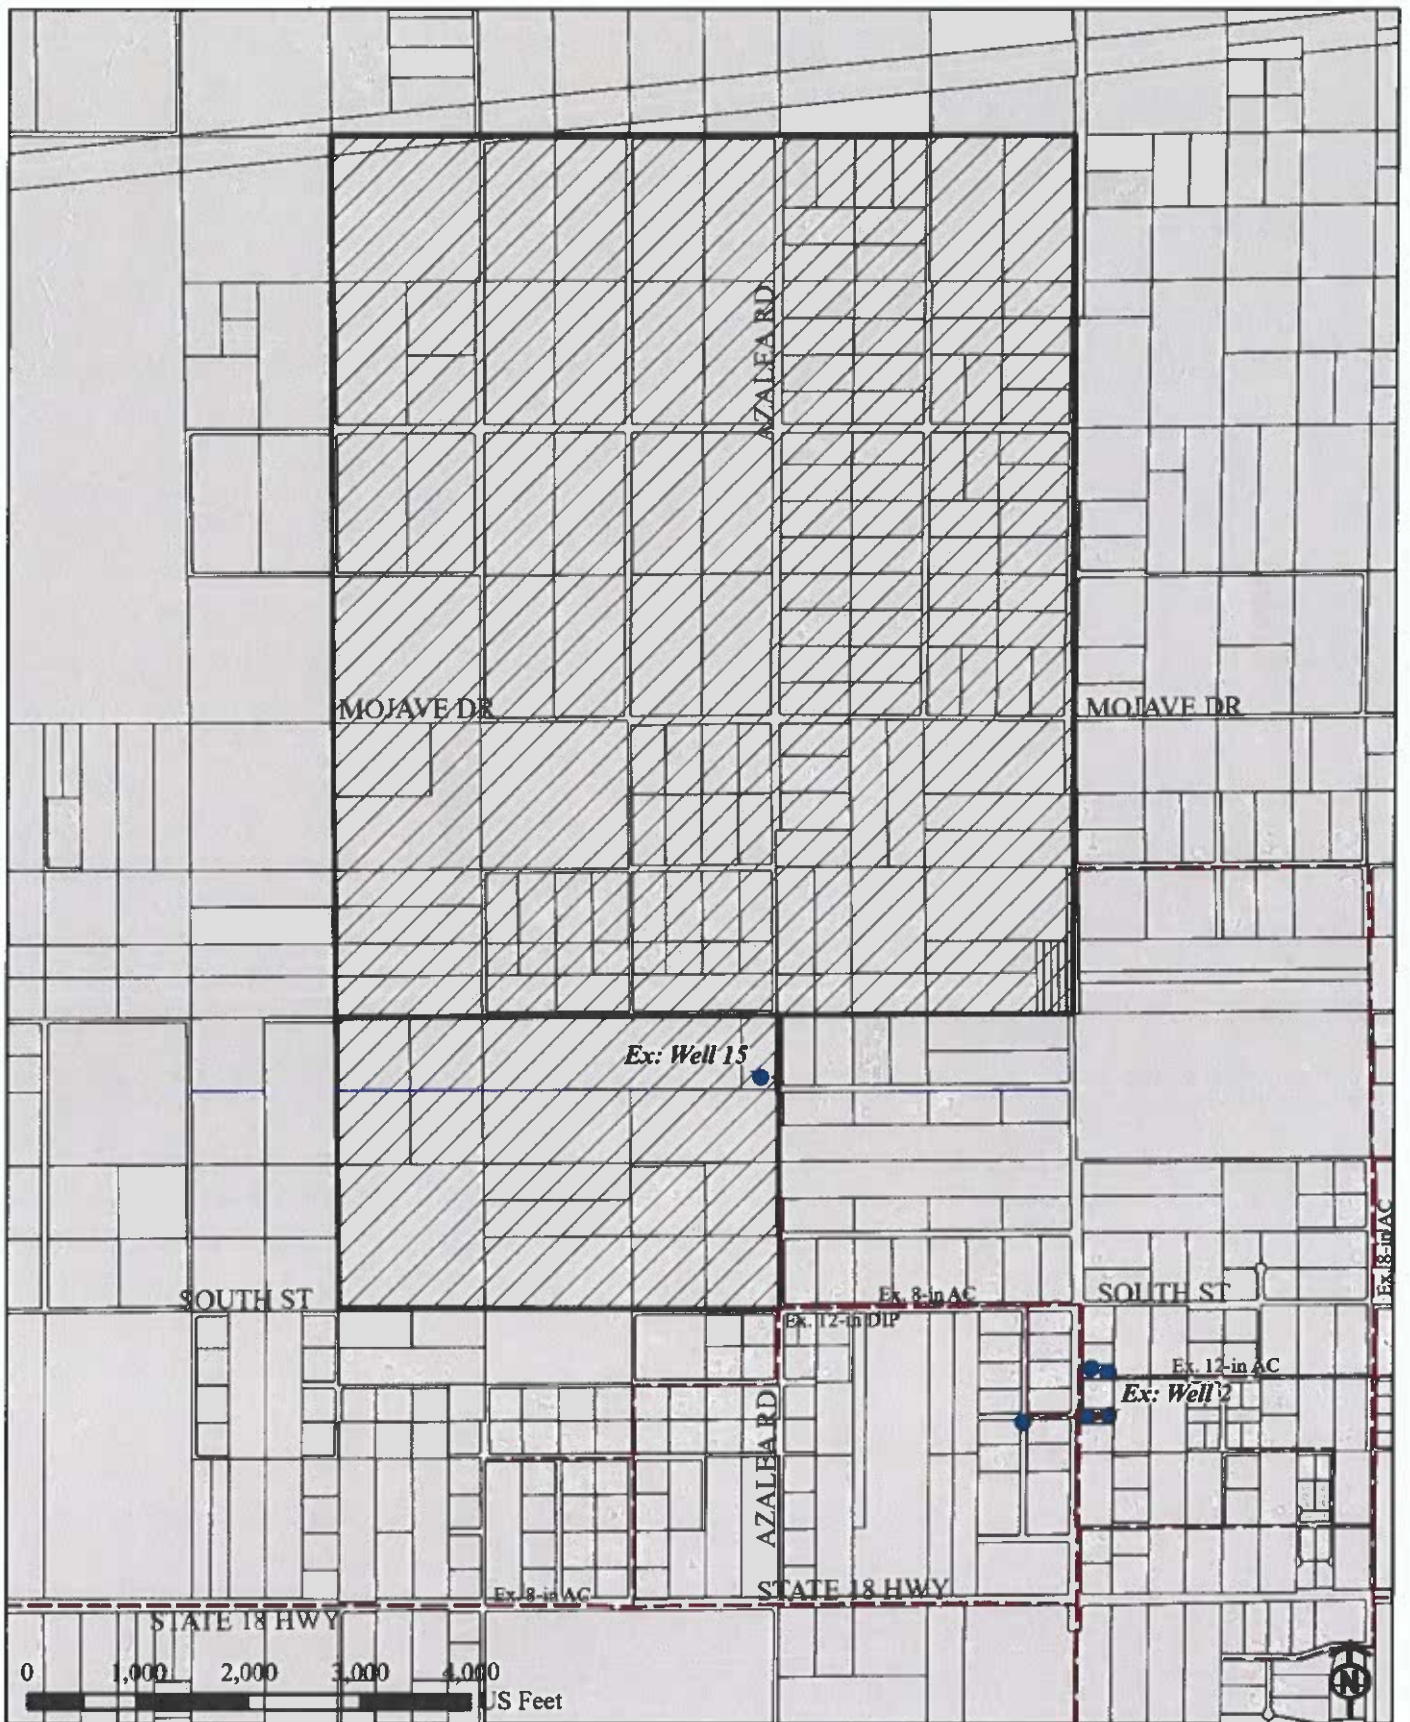 AZALEA RD
MOJAVE DR
MOJAVE DR
Ex: Well 15
Ex. 8-in AC
SOUTH ST
Ex. 8-in AC
SOUTH ST
Ex. 12-in DIP
Ex. 12-in AC
Ex: Well 2
AZALEA RD
Ex. 8-in AC
STATE 18 HWY
STATE 18 HWY
0 1,000 2,000 3,000 4,000
US Feet
N